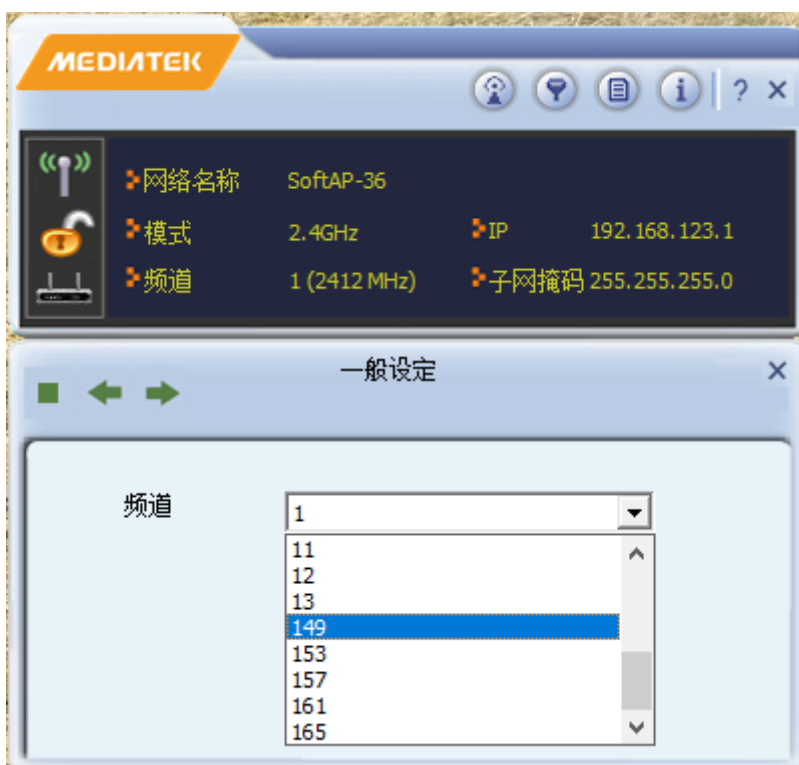 MEDIATEK
?
网络名称 SoftAP-36
模式 2.4GHz IP 192.168.123.1
频道 1 (2412 MHz) 子网掩码 255.255.255.0
一般设定
频道 1
11
12
13
149
153
157
161
165